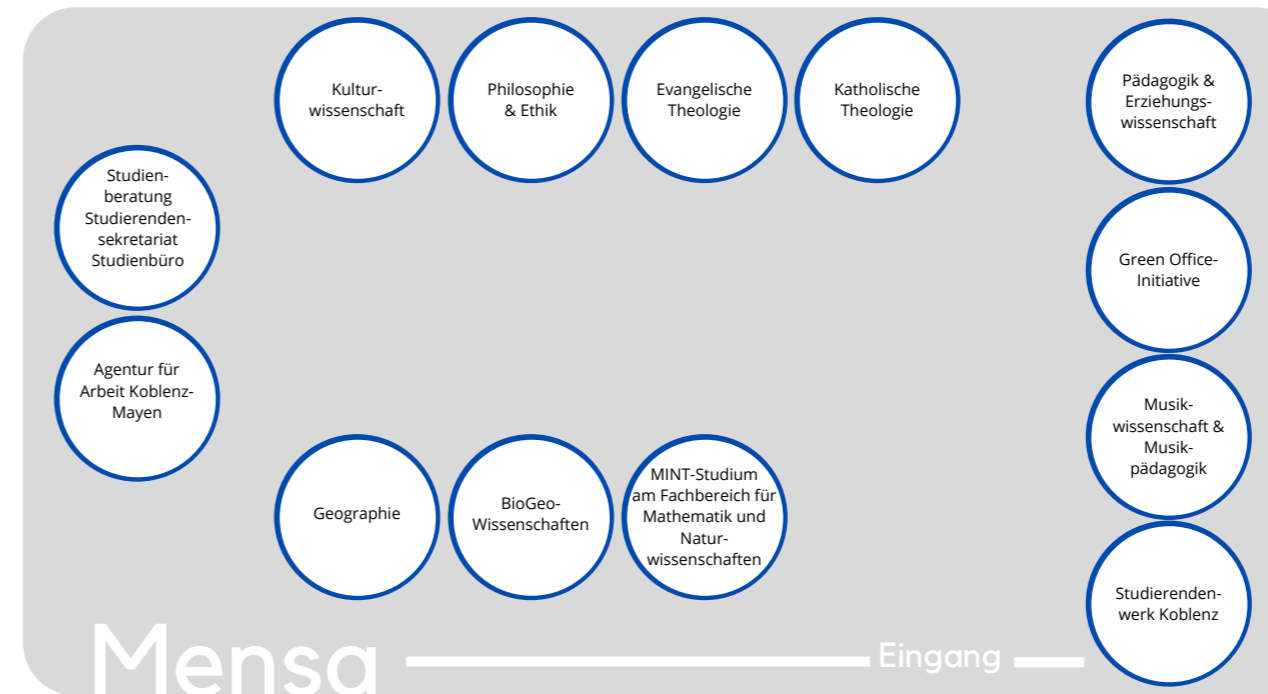 Kultur-
wissenschaft
Philosophie
& Ethik
Evangelische
Theologie
Katholische
Theologie
Pädagogik &
Erziehungs-
wissenschaft
Studien-
beratung
Studierenden-
sekretariat
Studienbüro
Green Office-
Initiative
Agentur für
Arbeit Koblenz-
Mayen
Musik-
wissenschaft &
Musik-
pädagogik
Geographie
BioGeo-
Wissenschaften
MINT-Studium
am Fachbereich für
Mathematik und
Natur-
wissenschaften
Studierenden-
werk Koblenz
Mensa
Eingang